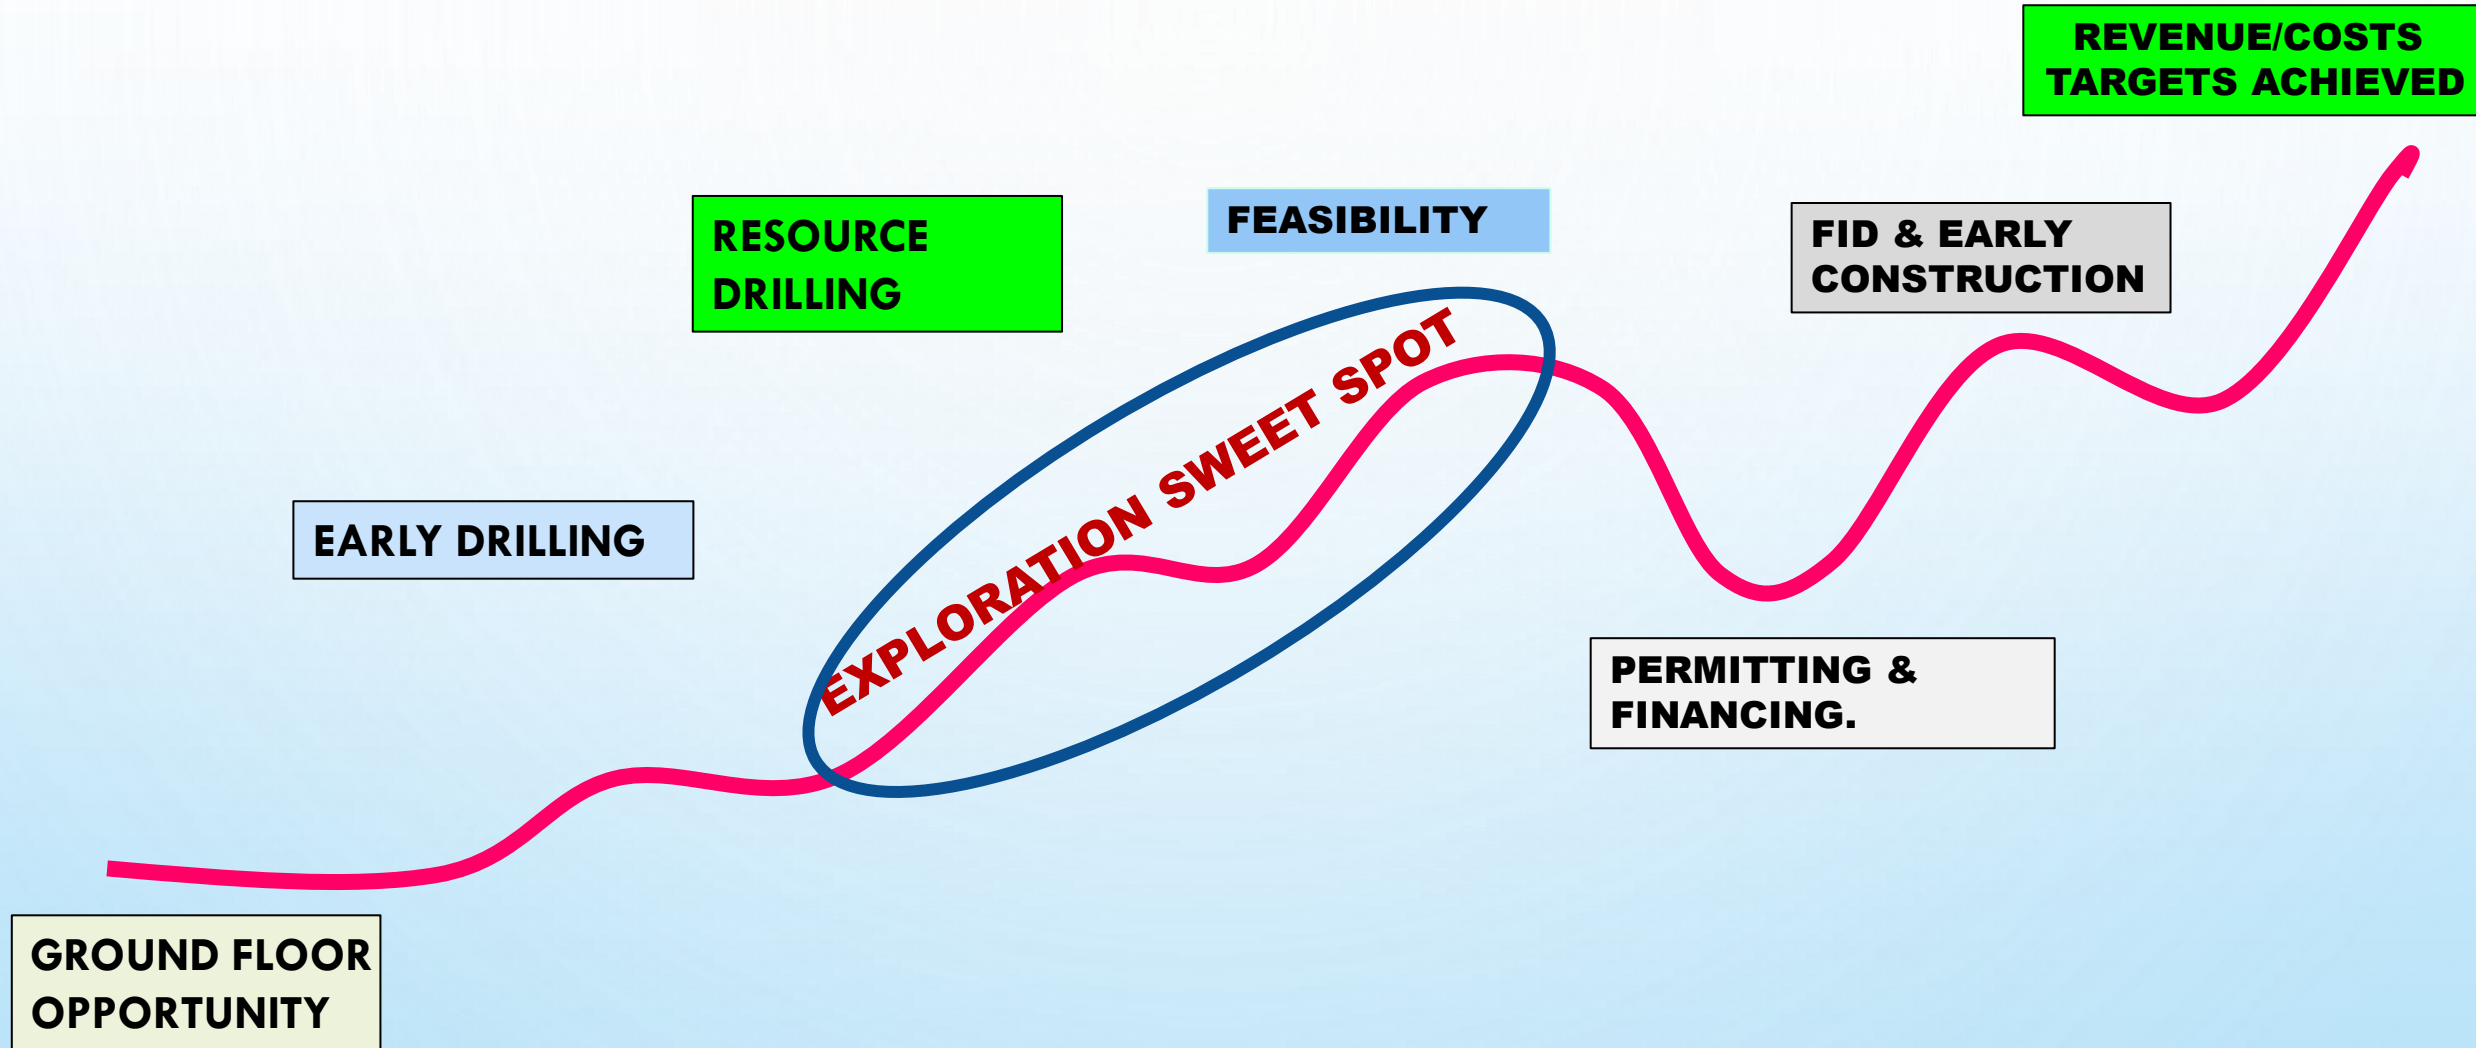 REVENUE/COSTS
TARGETS ACHIEVED
RESOURCE
DRILLING
FEASIBILITY
FID & EARLY
CONSTRUCTION
EXPLORATION SWEET SPOT
EARLY DRILLING
PERMITTING &
FINANCING.
GROUND FLOOR
OPPORTUNITY